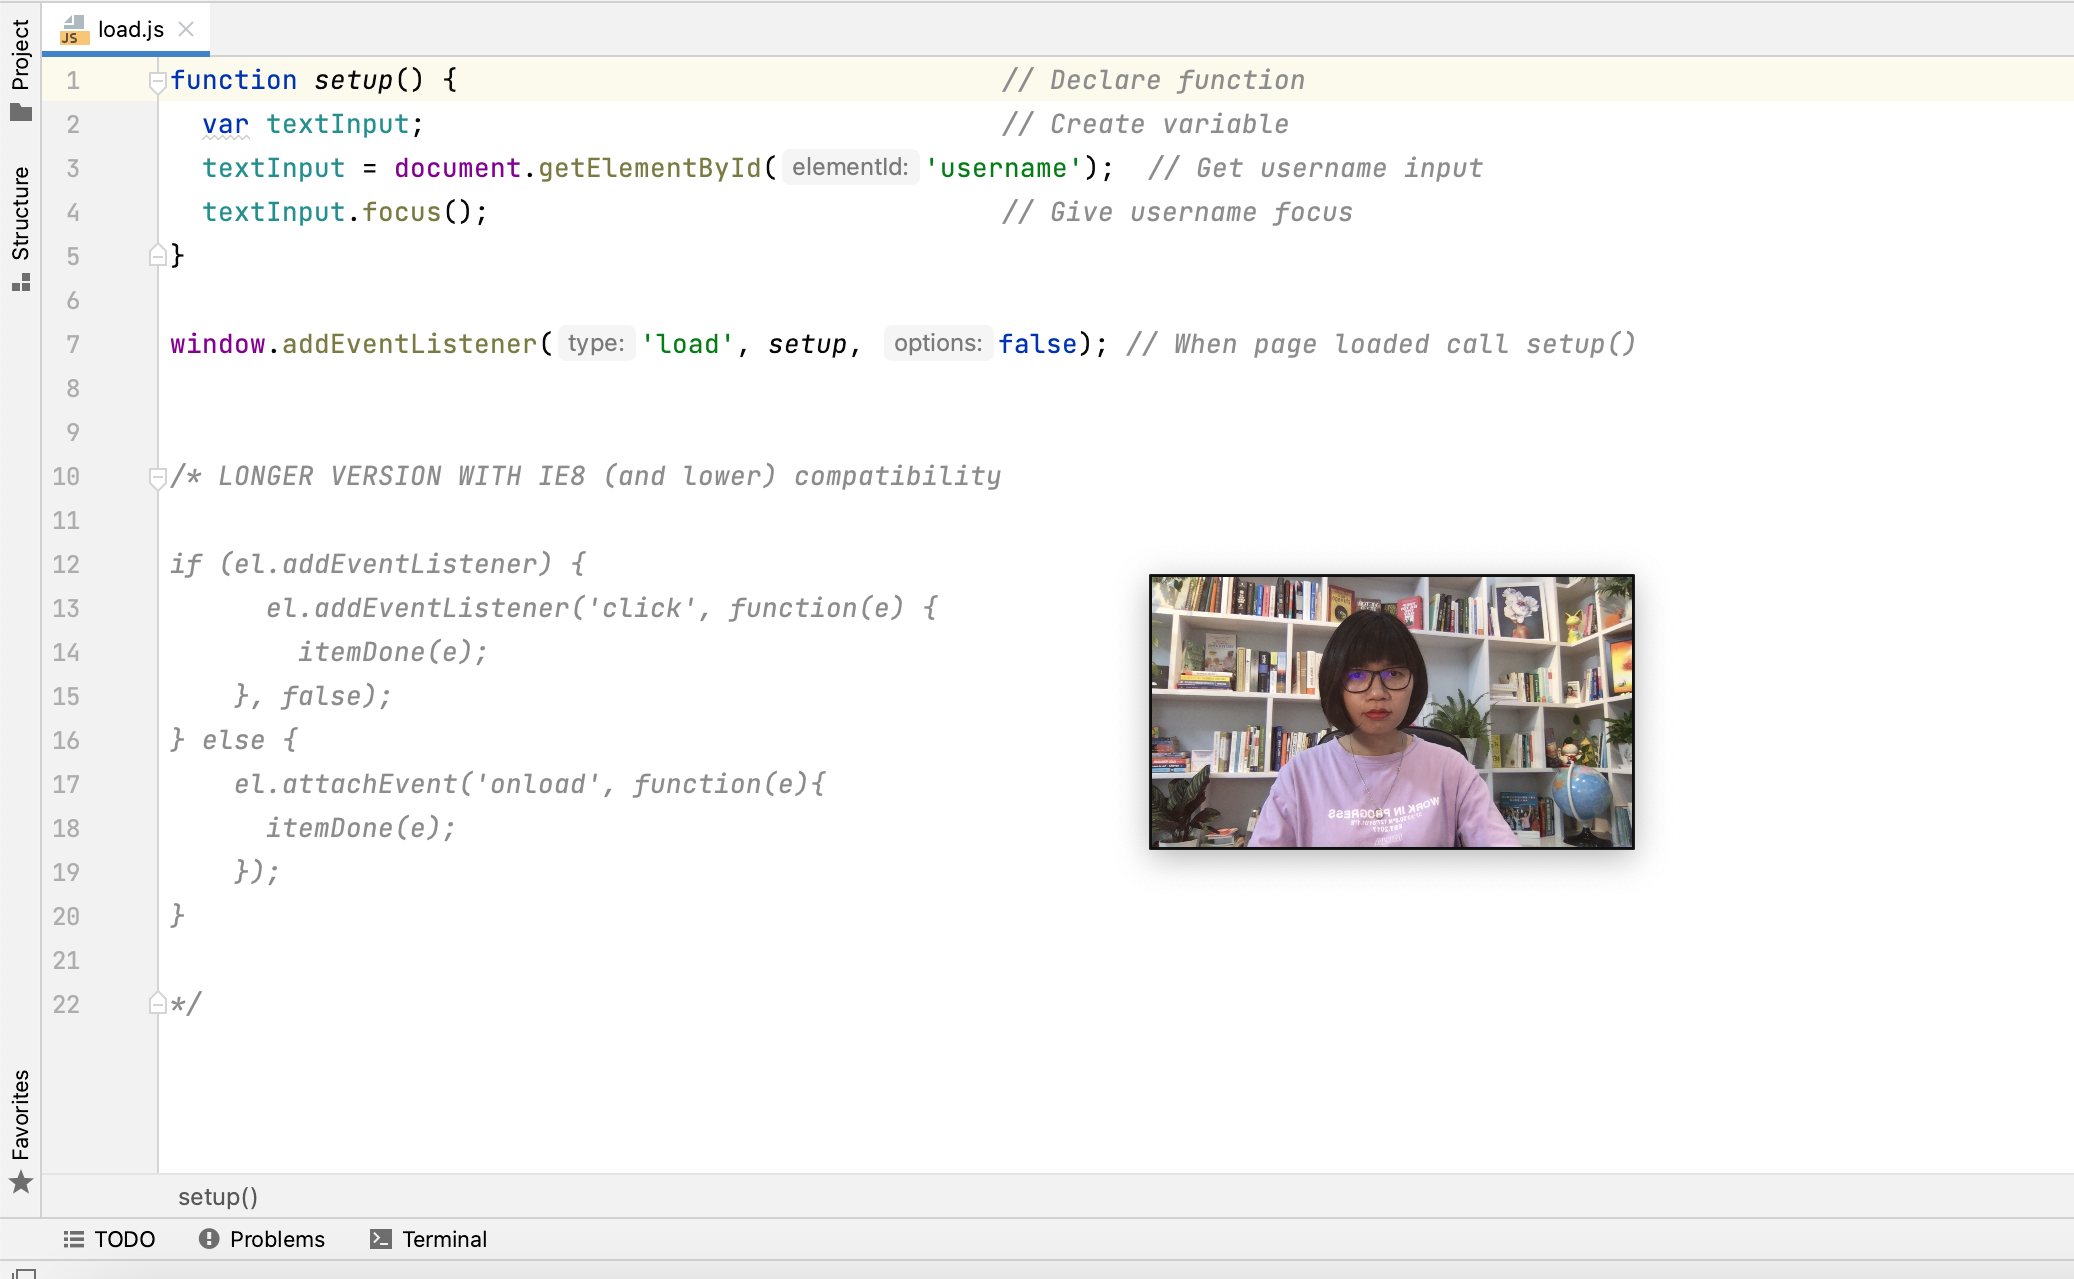 Project
Structure
Favorites
JS load.js
1 function setup() { // Declare function
2 var textInput; // Create variable
3 textInput = document.getElementById( elementId: 'username'); // Get username input
4 textInput.focus(); // Give username focus
5 }
6
7 window.addEventListener( type: 'load', setup, options: false); // When page loaded call setup()
8
9
10 /* LONGER VERSION WITH IE8 (and lower) compatibility
11
12 if (el.addEventListener) {
13 el.addEventListener('click', function(e) {
14 itemDone(e);
15 }, false);
16 } else {
17 el.attachEvent('onload', function(e){
18 itemDone(e);
19 });
20 }
21
22 */
WORK IN PROGRESS
setup()
TODO Problems Terminal